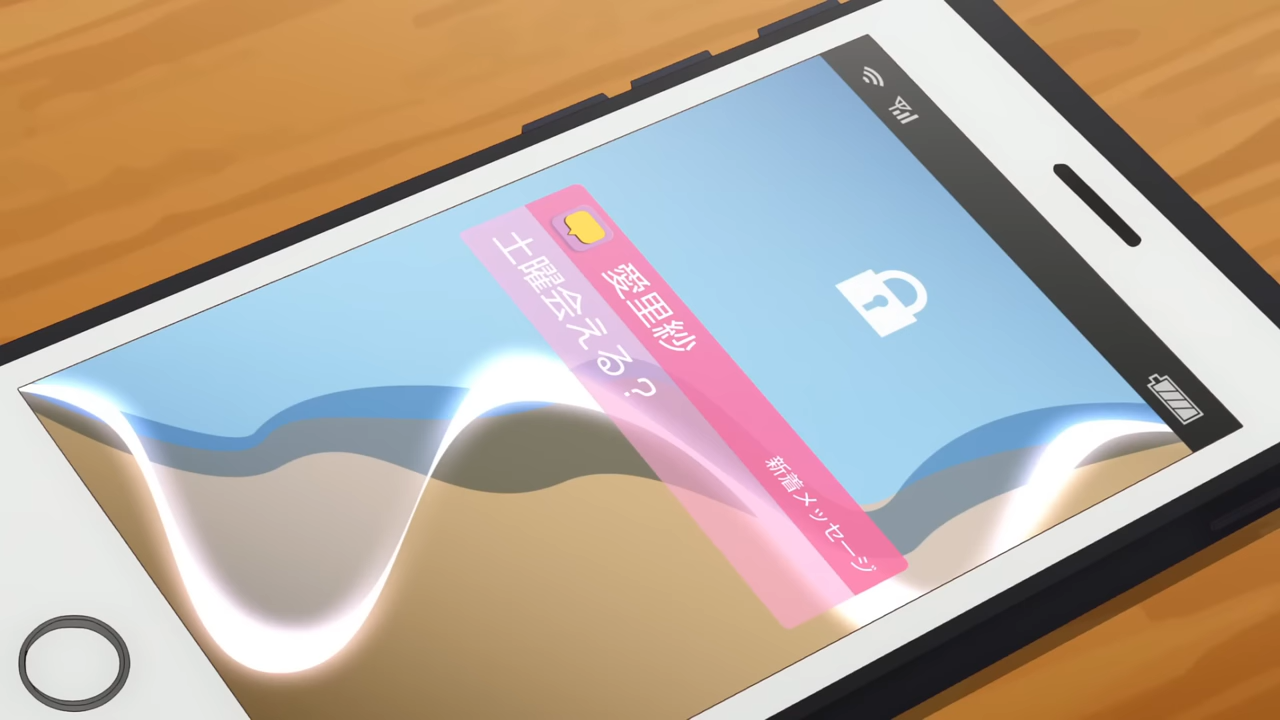 愛里紗
新着メッセージ
土曜会える？